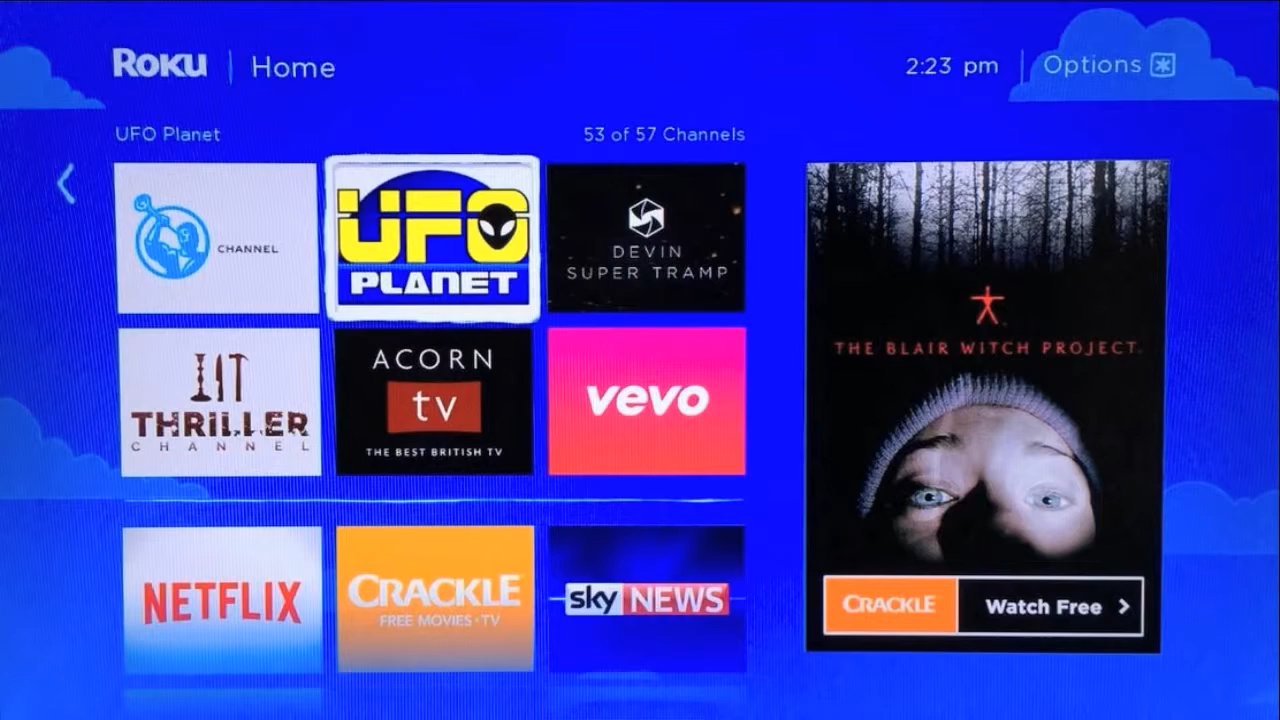 Roku | Home
2:23 pm | Options
UFO Planet
53 of 57 Channels
CHANNEL
UFO
PLANET
DEVIN
SUPER TRAMP
THRILLER
CHANNEL
ACORN
tv
THE BEST BRITISH TV
vevo
NETFLIX
CRACKLE
FREE MOVIES • TV
sky NEWS
THE BLAIR WITCH PROJECT.
CRACKLE
Watch Free